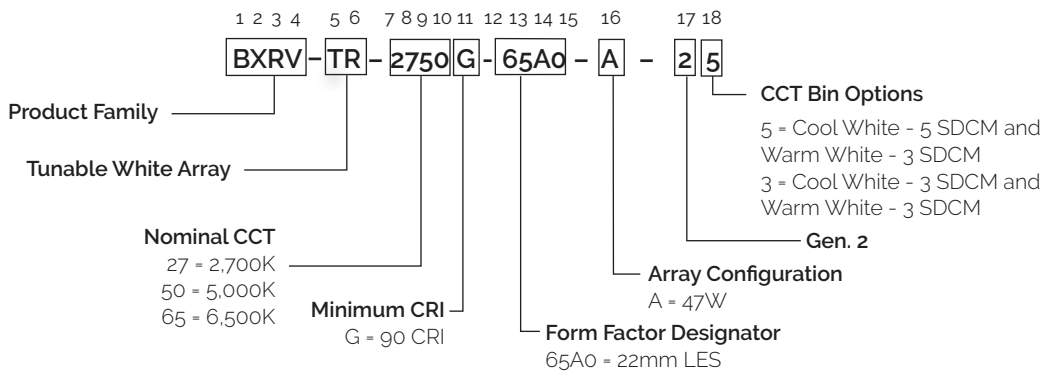 1 2 3 4 5 6 7 8 9 10 11 12 13 14 15 16 17 18
BXRV – TR – 2750 G - 65A0 – A – 2 5
Product Family
Tunable White Array
Nominal CCT
27 = 2,700K
50 = 5,000K
65 = 6,500K
Minimum CRI
G = 90 CRI
Form Factor Designator
65A0 = 22mm LES
Array Configuration
A = 47W
Gen. 2
CCT Bin Options
5 = Cool White - 5 SDCM and
Warm White - 3 SDCM
3 = Cool White - 3 SDCM and
Warm White - 3 SDCM